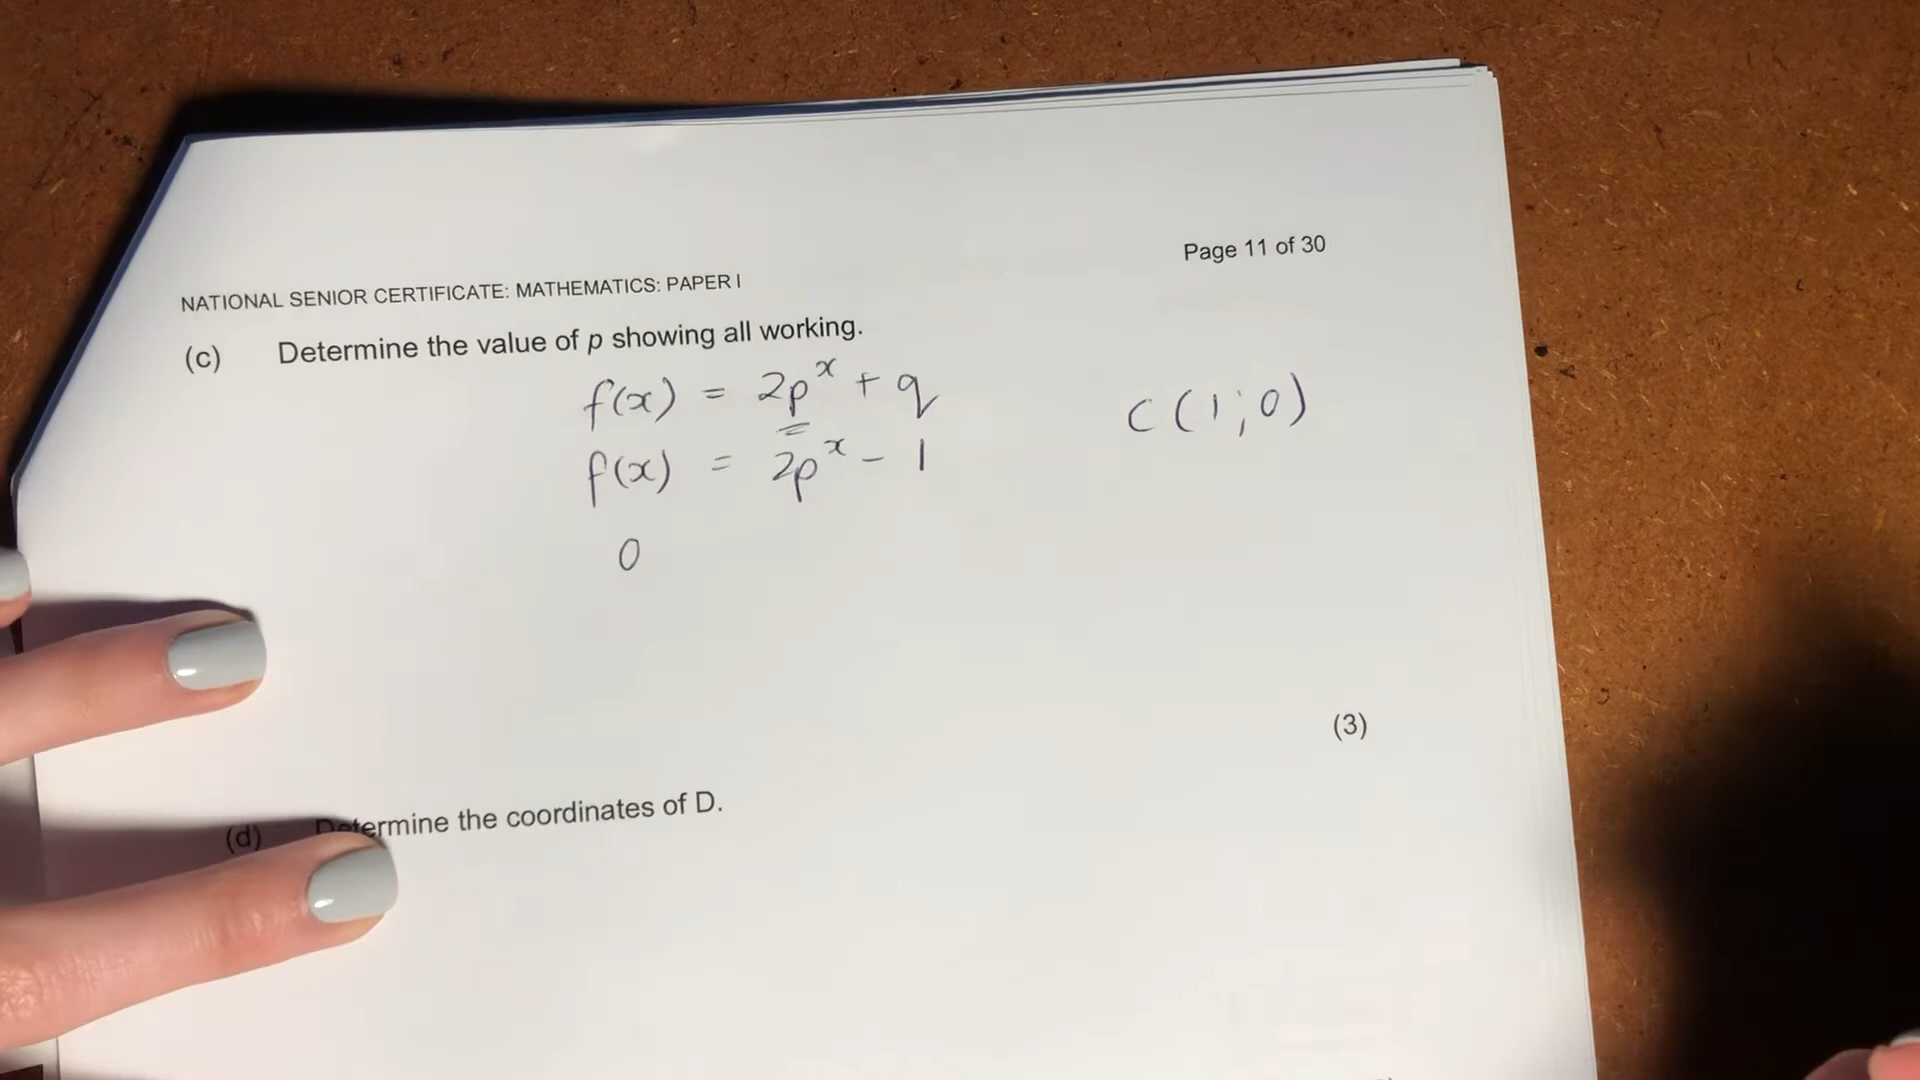 Page 11 of 30
NATIONAL SENIOR CERTIFICATE: MATHEMATICS: PAPER I
(c) Determine the value of p showing all working.
f(x) = 2p^x + q C(1;0)
f(x) = 2p^x - 1
0
(3)
(d) Determine the coordinates of D.